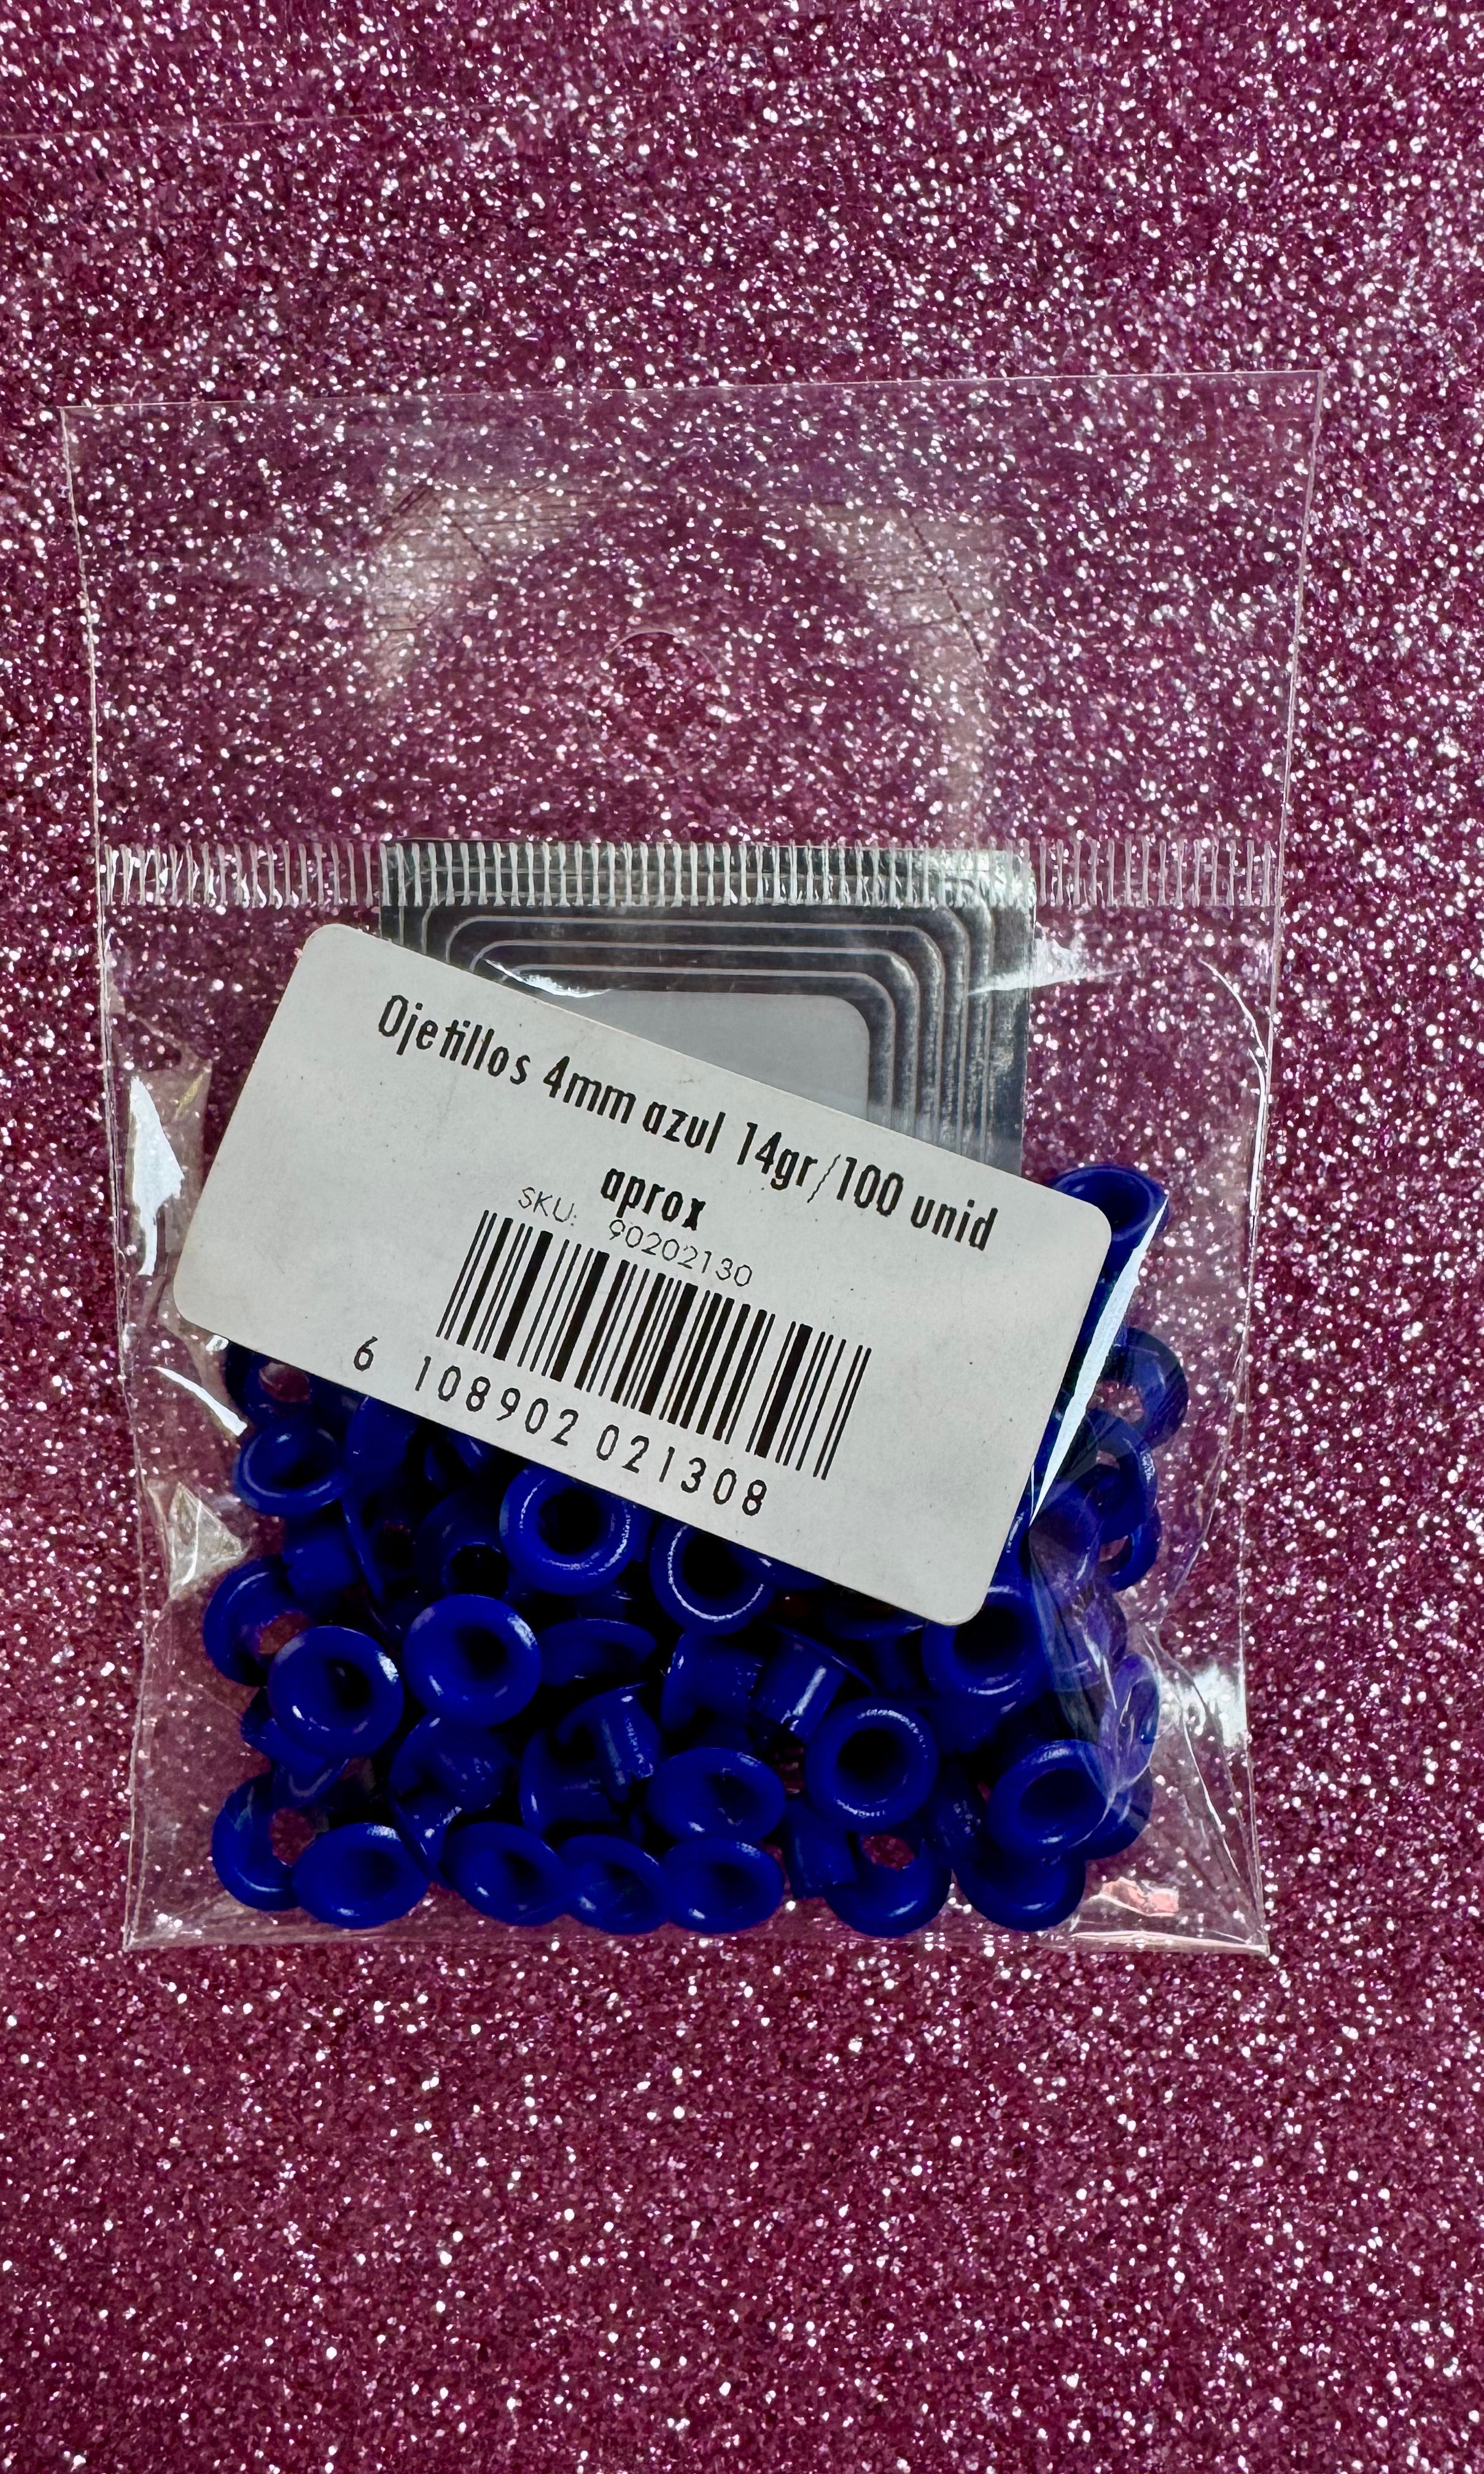 Ojetillos 4mm azul 14gr/100 unid
aprox
SKU: 90202130
6 108902 021308